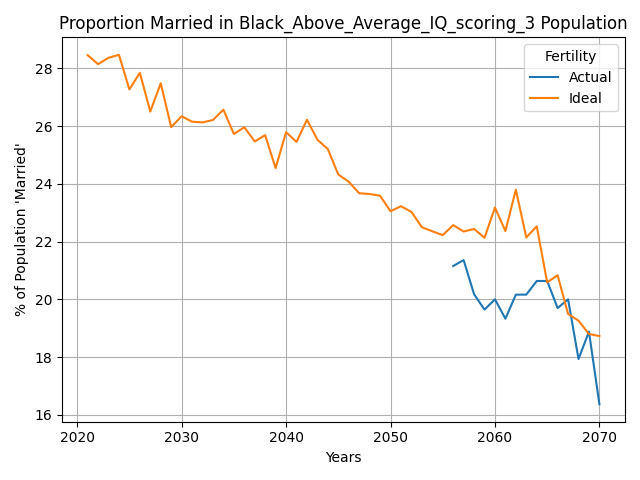 Proportion Married in Black_Above_Average_IQ_scoring_3 Population
Fertility
Actual
Ideal
% of Population 'Married'
28
26
24
22
20
18
16
2020
2030
2040
2050
2060
2070
Years